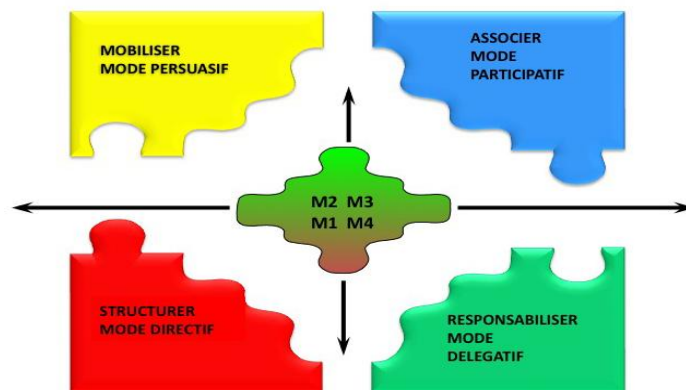 MOBILISER
MODE PERSUASIF
ASSOCIER
MODE
PARTICIPATIF
M2 M3
M1 M4
STRUCTURER
MODE DIRECTIF
RESPONSABILISER
MODE
DELEGATIF